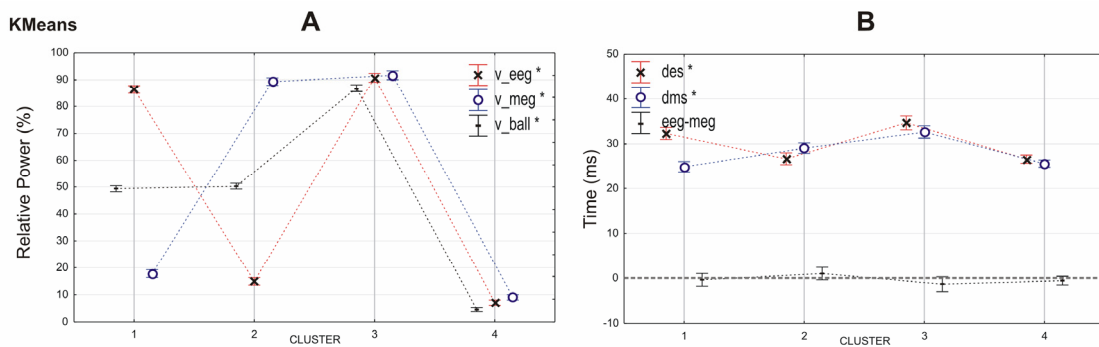 KMeans
A
B
Relative Power (%)
100
90
80
70
60
50
40
30
20
10
0
v_eeg *
v_meg *
v_ball *
1
2
3
4
CLUSTER
Time (ms)
50
40
30
20
10
0
-10
des *
dms *
eeg-meg
1
2
3
4
CLUSTER